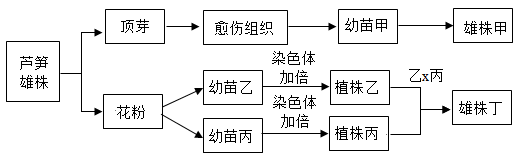 芦笋
雄株
顶芽
愈伤组织
幼苗甲
雄株甲
花粉
幼苗乙
染色体
加倍
植株乙
幼苗丙
染色体
加倍
植株丙
乙x丙
雄株丁